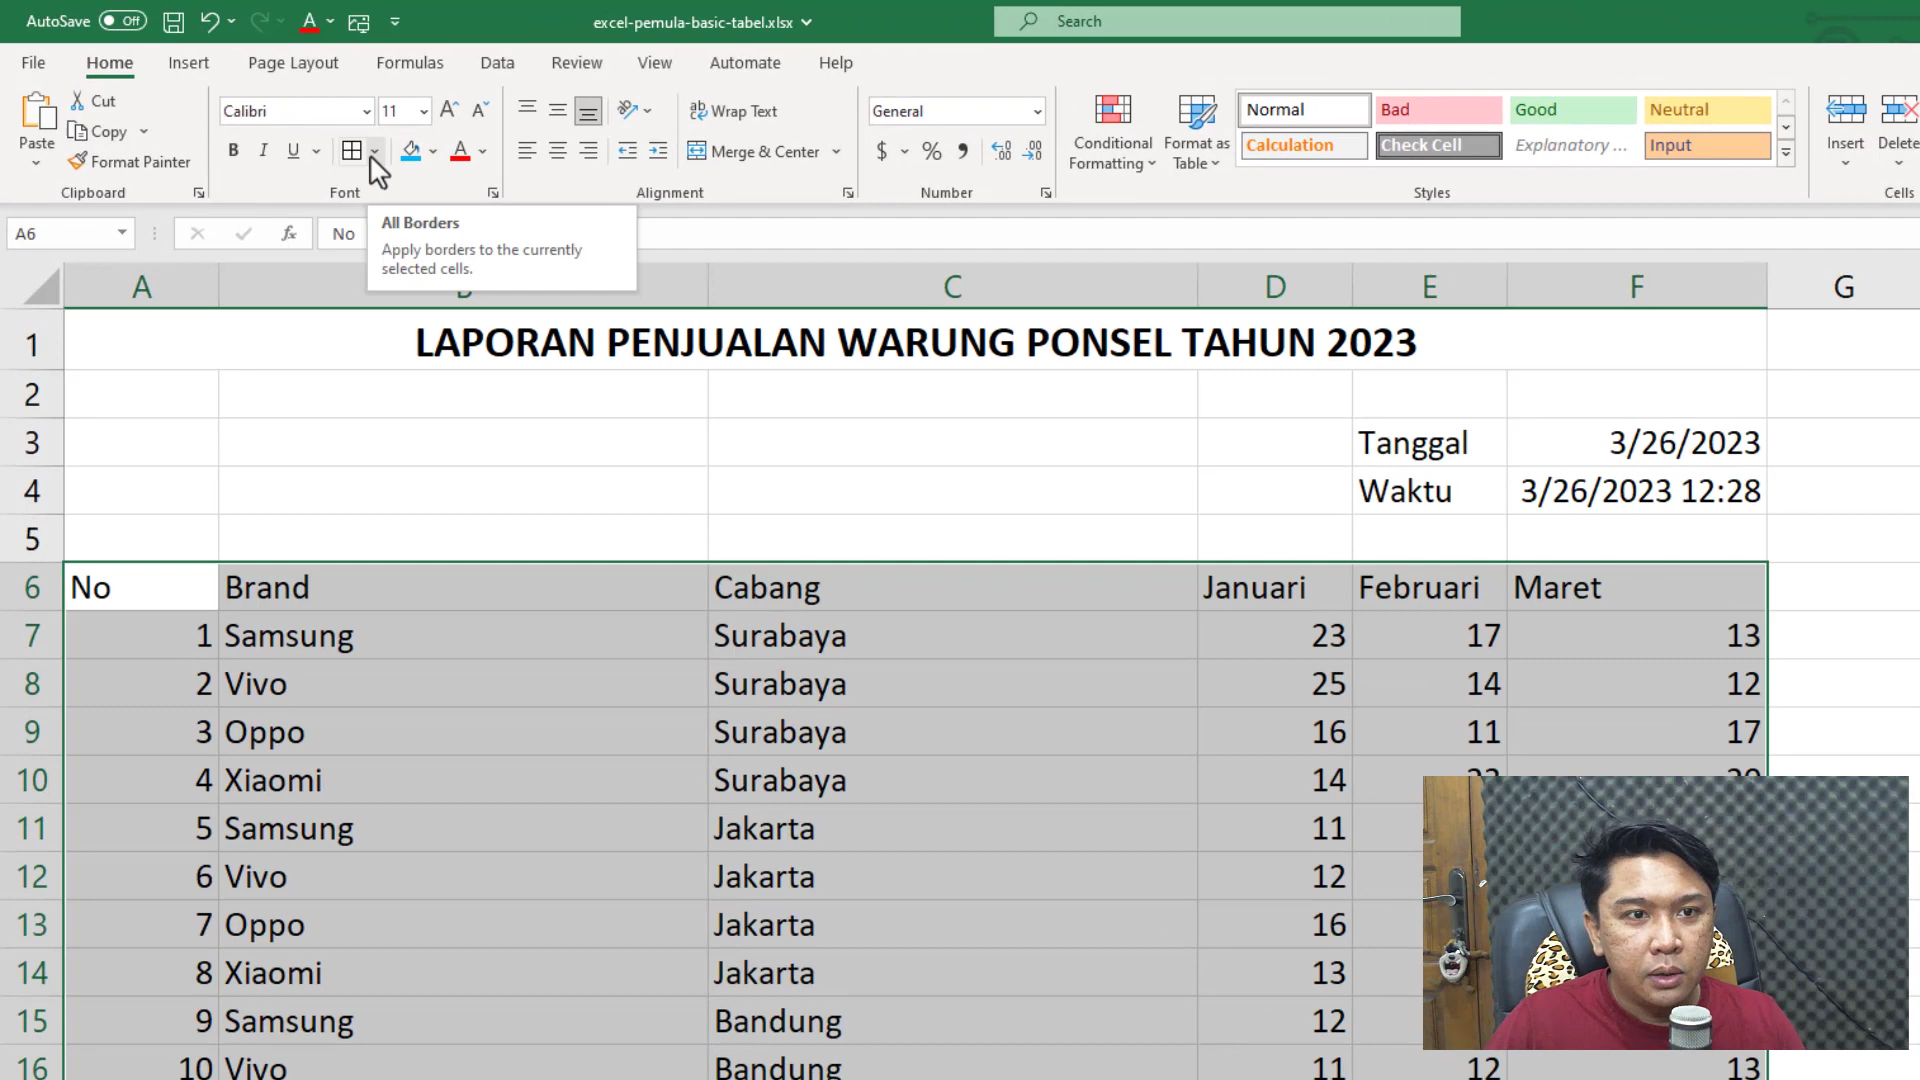 AutoSave Off excel-pemula-basic-tabel.xlsx Search
File Home Insert Page Layout Formulas Data Review View Automate Help
Paste Cut Copy Format Painter Clipboard
Calibri 11 B I U A A Font
Wrap Text Merge & Center Alignment
General $ % Number
Conditional Formatting Format as Table
Normal Bad Good Neutral
Calculation Check Cell Explanatory ... Input
Styles
Insert Delete Cells
A6 fx No
All Borders
Apply borders to the currently
selected cells.
A C D E F G
1 LAPORAN PENJUALAN WARUNG PONSEL TAHUN 2023
2
3 Tanggal 3/26/2023
4 Waktu 3/26/2023 12:28
5
6 No Brand Cabang Januari Februari Maret
7 1 Samsung Surabaya 23 17 13
8 2 Vivo Surabaya 25 14 12
9 3 Oppo Surabaya 16 11 17
10 4 Xiaomi Surabaya 14
11 5 Samsung Jakarta 11
12 6 Vivo Jakarta 12
13 7 Oppo Jakarta 16
14 8 Xiaomi Jakarta 13
15 9 Samsung Bandung 12
16 10 Vivo Bandung 11 12 13